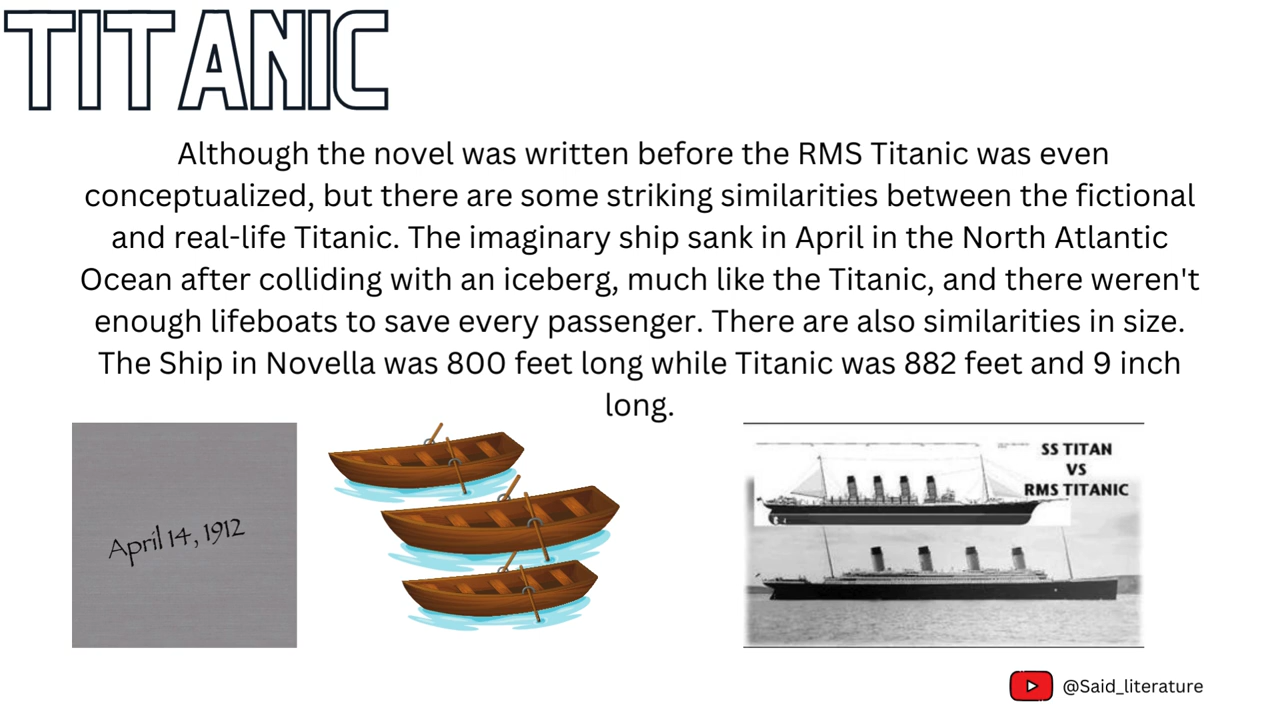 TITANIC
Although the novel was written before the RMS Titanic was even
conceptualized, but there are some striking similarities between the fictional
and real-life Titanic. The imaginary ship sank in April in the North Atlantic
Ocean after colliding with an iceberg, much like the Titanic, and there weren't
enough lifeboats to save every passenger. There are also similarities in size.
The Ship in Novella was 800 feet long while Titanic was 882 feet and 9 inch
long.
April 14, 1912
SS TITAN
VS
RMS TITANIC
@Said_literature